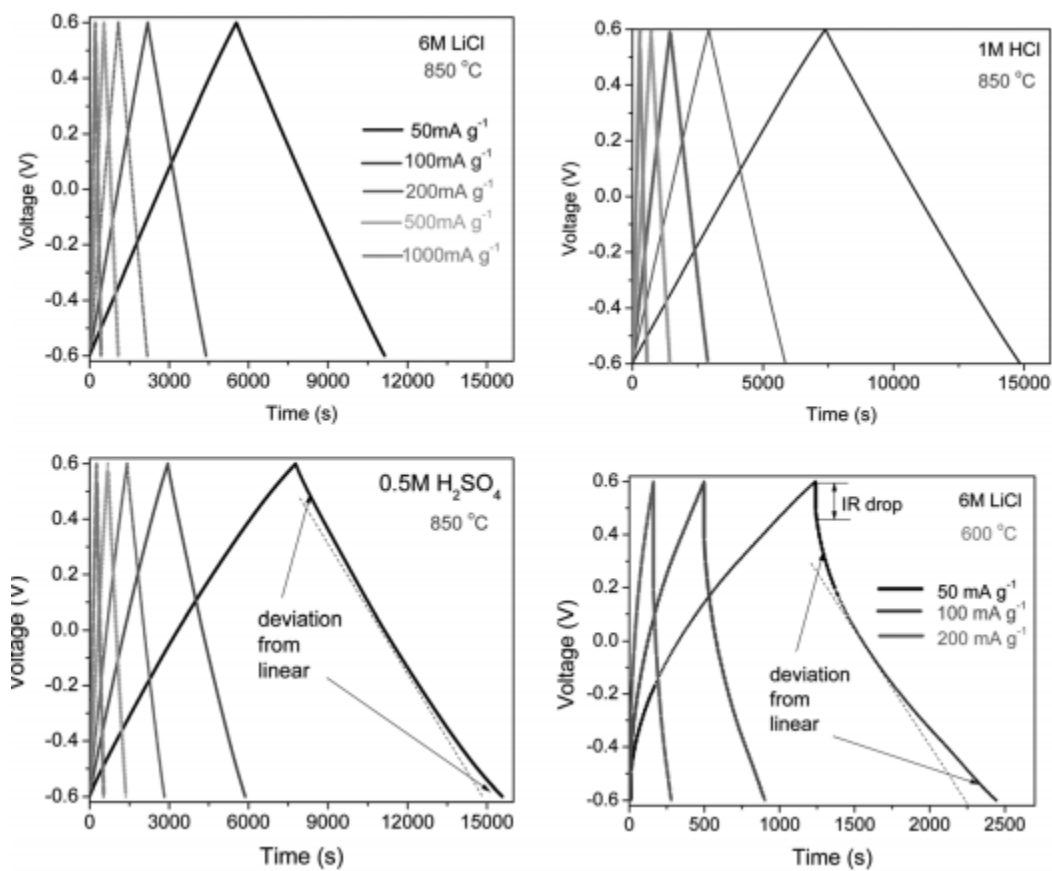 0.6
0.4
0.2
0.0
-0.2
-0.4
-0.6
Voltage (V)
6M LiCl
850 °C
50mA g⁻¹
100mA g⁻¹
200mA g⁻¹
500mA g⁻¹
1000mA g⁻¹
0 3000 6000 9000 12000 15000
Time (s)
0.6
0.4
0.2
0.0
-0.2
-0.4
-0.6
Voltage (V)
1M HCl
850 °C
0 5000 10000 15000
Time (s)
0.6
0.4
0.2
0.0
-0.2
-0.4
-0.6
Voltage (V)
0.5M H₂SO₄
850 °C
deviation
from
linear
0 3000 6000 9000 12000 15000
Time (s)
0.6
0.4
0.2
0.0
-0.2
-0.4
-0.6
Voltage (V)
IR drop
6M LiCl
600 °C
50 mA g⁻¹
100 mA g⁻¹
200 mA g⁻¹
deviation
from
linear
0 500 1000 1500 2000 2500
Time (s)